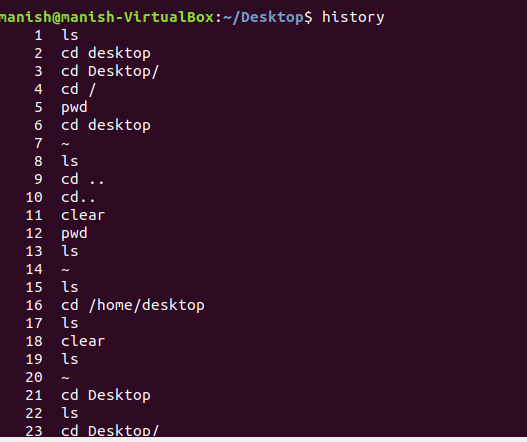 manish@manish-VirtualBox:~/Desktop$ history
1 ls
2 cd desktop
3 cd Desktop/
4 cd /
5 pwd
6 cd desktop
7 ~
8 ls
9 cd ..
10 cd..
11 clear
12 pwd
13 ls
14 ~
15 ls
16 cd /home/desktop
17 ls
18 clear
19 ls
20 ~
21 cd Desktop
22 ls
23 cd Desktop/